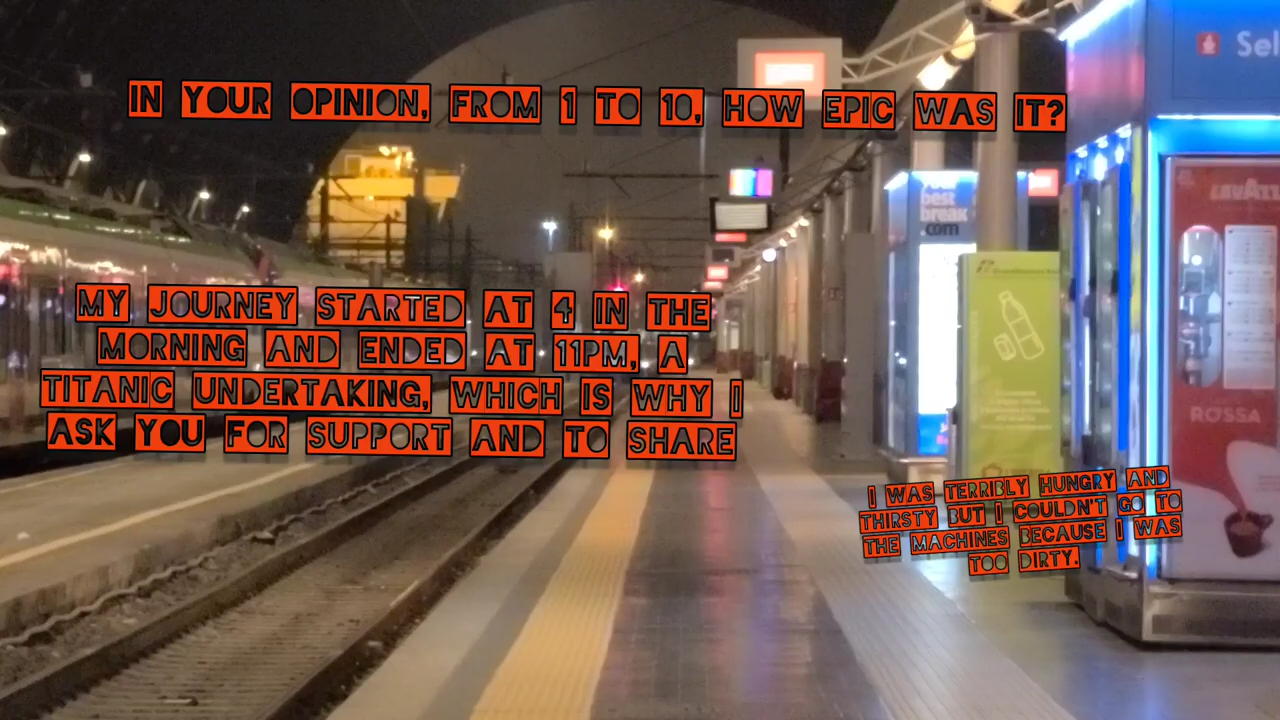 IN YOUR OPINION, FROM 1 TO 10, HOW EPIC WAS IT?
MY JOURNEY STARTED AT 4 IN THE
MORNING AND ENDED AT 11PM, A
TITANIC UNDERTAKING, WHICH IS WHY I
ASK YOU FOR SUPPORT AND TO SHARE
I WAS TERRIBLY HUNGRY AND
THIRSTY BUT I COULDN'T GO TO
THE MACHINES BECAUSE I WAS
TOO DIRTY.
Sel
your
best
break
.com
LAVAZZ
ROSSA